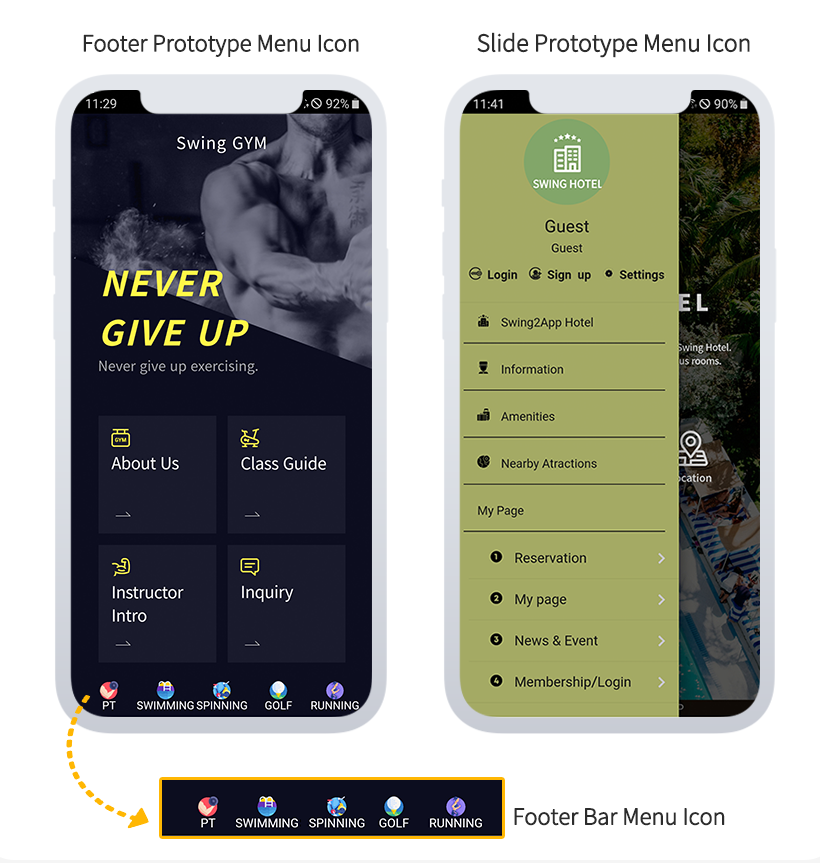 Footer Prototype Menu Icon
Slide Prototype Menu Icon
11:29
92%
Swing GYM
NEVER
GIVE UP
Never give up exercising.
GYM
About Us
Class Guide
Instructor
Intro
Inquiry
PT
SWIMMING
SPINNING
GOLF
RUNNING
11:41
90%
SWING HOTEL
Guest
Guest
Login
Sign up
Settings
Swing2App Hotel
Information
Amenities
Nearby Atractions
My Page
1 Reservation
2 My page
3 News & Event
4 Membership/Login
EL
Swing Hotel.
us rooms.
ocation
PT
SWIMMING
SPINNING
GOLF
RUNNING
Footer Bar Menu Icon